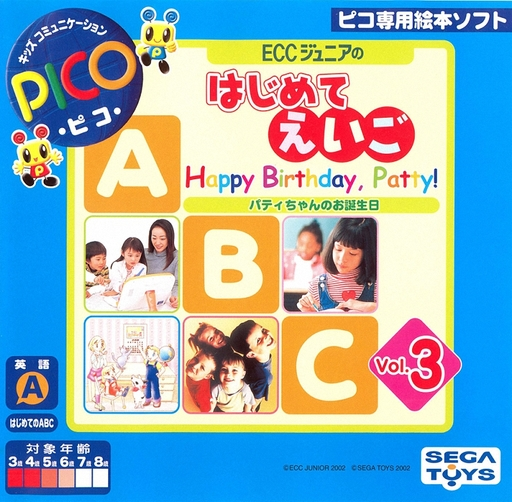 キッズ コミュニケーション
PICO
・ピコ・
P
P
ピコ専用絵本ソフト
ECCジュニアの
はじめて
えいご
Happy Birthday, Patty!
パティちゃんのお誕生日
A
B
C
Vol.3
英語
A
はじめてのABC
対象年齢
3歳 4歳 5歳 6歳 7歳 8歳
©ECC JUNIOR 2002 ©SEGA TOYS 2002
SEGA
TOYS